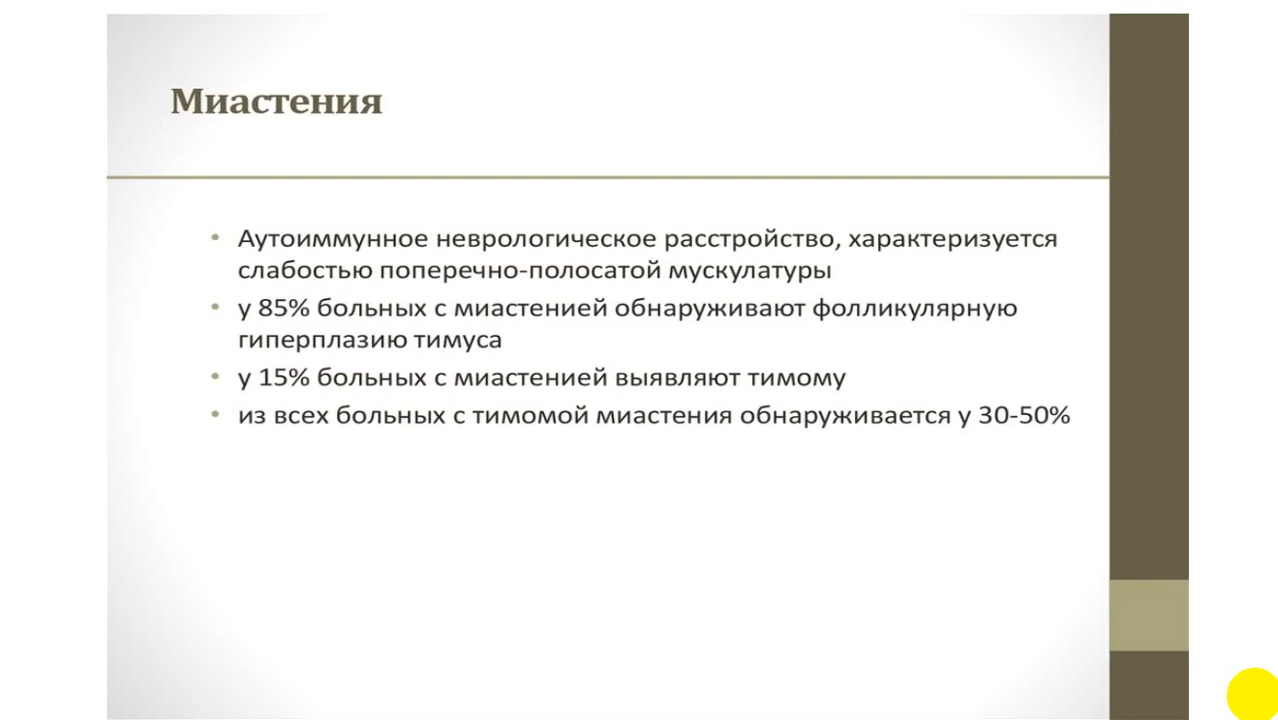 Миастения
• Аутоиммунное неврологическое расстройство, характеризуется
слабостью поперечно-полосатой мускулатуры
• у 85% больных с миастенией обнаруживают фолликулярную
гиперплазию тимуса
• у 15% больных с миастенией выявляют тимому
• из всех больных с тимомой миастения обнаруживается у 30-50%